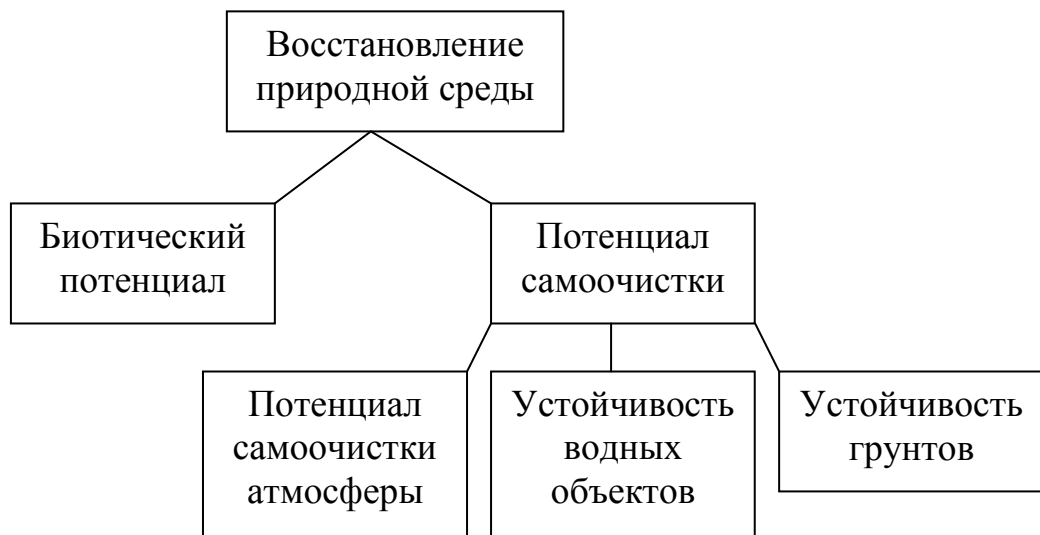 Восстановление
природной среды
Биотический
потенциал
Потенциал
самоочистки
Потенциал
самоочистки
атмосферы
Устойчивость
водных
объектов
Устойчивость
грунтов